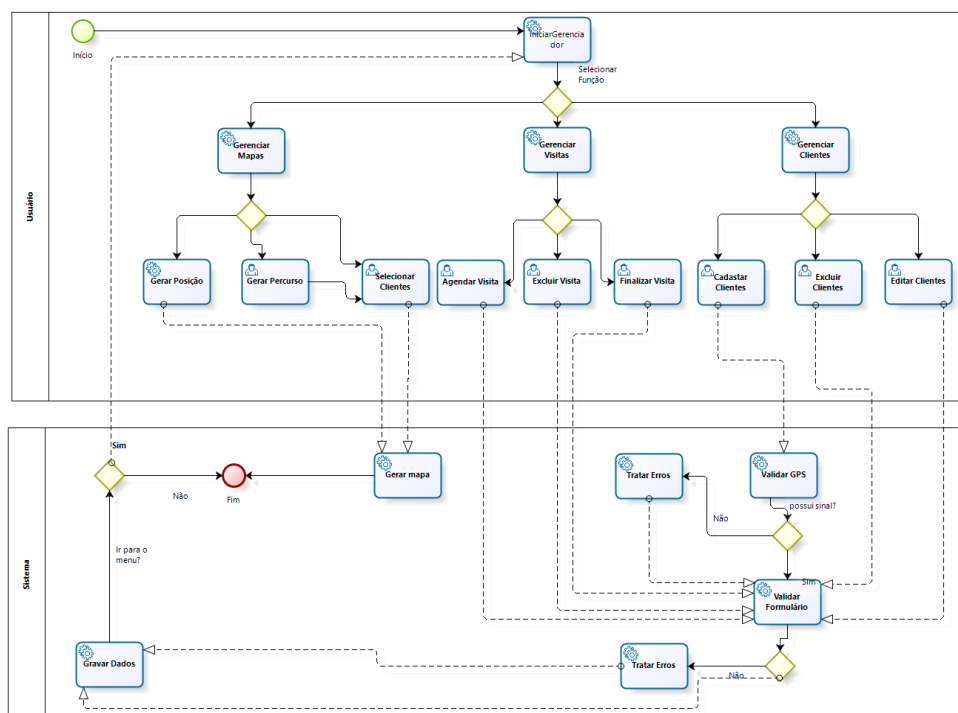 IniciarGerencia
dor
Início
Selecionar
Função
Usuário
Gerenciar
Mapas
Gerenciar
Visitas
Gerenciar
Clientes
Gerar Posição
Gerar Percurso
Selecionar
Clientes
Agendar Visita
Excluir Visita
Finalizar Visita
Cadastar
Clientes
Excluir
Clientes
Editar Clientes
Sistema
Sim
Não
Fim
Gerar mapa
Tratar Erros
Validar GPS
possui sinal?
Não
Ir para o
menu?
Sim
Validar
Formulário
Gravar Dados
Tratar Erros
Não